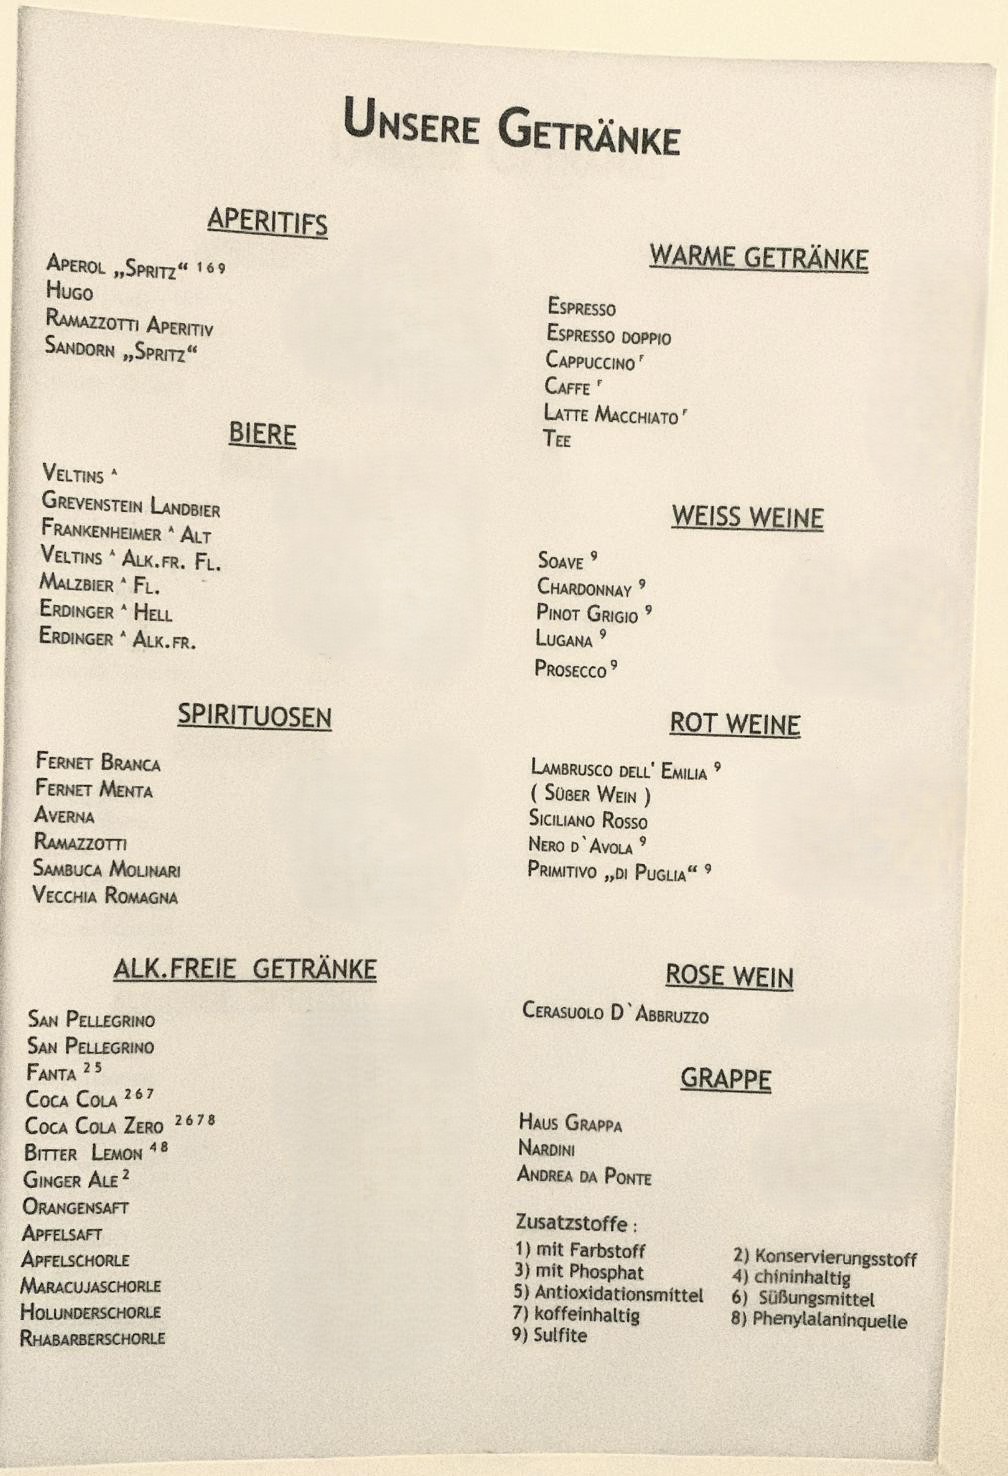 UNSERE GETRÄNKE
APERITIFS
APEROL „SPRITZ“ 1 6 9
HUGO
RAMAZZOTTI APERITIV
SANDORN „SPRITZ“
BIERE
VELTINS A
GREVENSTEIN LANDBIER
FRANKENHEIMER A ALT
VELTINS A ALK.FR. FL.
MALZBIER A FL.
ERDINGER A HELL
ERDINGER A ALK.FR.
SPIRITUOSEN
FERNET BRANCA
FERNET MENTA
AVERNA
RAMAZZOTTI
SAMBUCA MOLINARI
VECCHIA ROMAGNA
ALK.FREIE GETRÄNKE
SAN PELLEGRINO
SAN PELLEGRINO
FANTA 2 5
COCA COLA 2 6 7
COCA COLA ZERO 2 6 7 8
BITTER LEMON 4 8
GINGER ALE 2
ORANGENSAFT
APFELSAFT
APFELSCHORLE
MARACUJASCHORLE
HOLUNDERSCHORLE
RHABARBERSCHORLE
WARME GETRÄNKE
ESPRESSO
ESPRESSO DOPPIO
CAPPUCCINO F
CAFFE F
LATTE MACCHIATO F
TEE
WEISS WEINE
SOAVE 9
CHARDONNAY 9
PINOT GRIGIO 9
LUGANA 9
PROSECCO 9
ROT WEINE
LAMBRUSCO DELL' EMILIA 9
( SÜßER WEIN )
SICILIANO ROSSO
NERO D`AVOLA 9
PRIMITIVO „DI PUGLIA“ 9
ROSE WEIN
CERASUOLO D`ABBRUZZO
GRAPPE
HAUS GRAPPA
NARDINI
ANDREA DA PONTE
Zusatzstoffe :
1) mit Farbstoff 2) Konservierungsstoff
3) mit Phosphat 4) chininhaltig
5) Antioxidationsmittel 6) Süßungsmittel
7) koffeinhaltig 8) Phenylalaninquelle
9) Sulfite